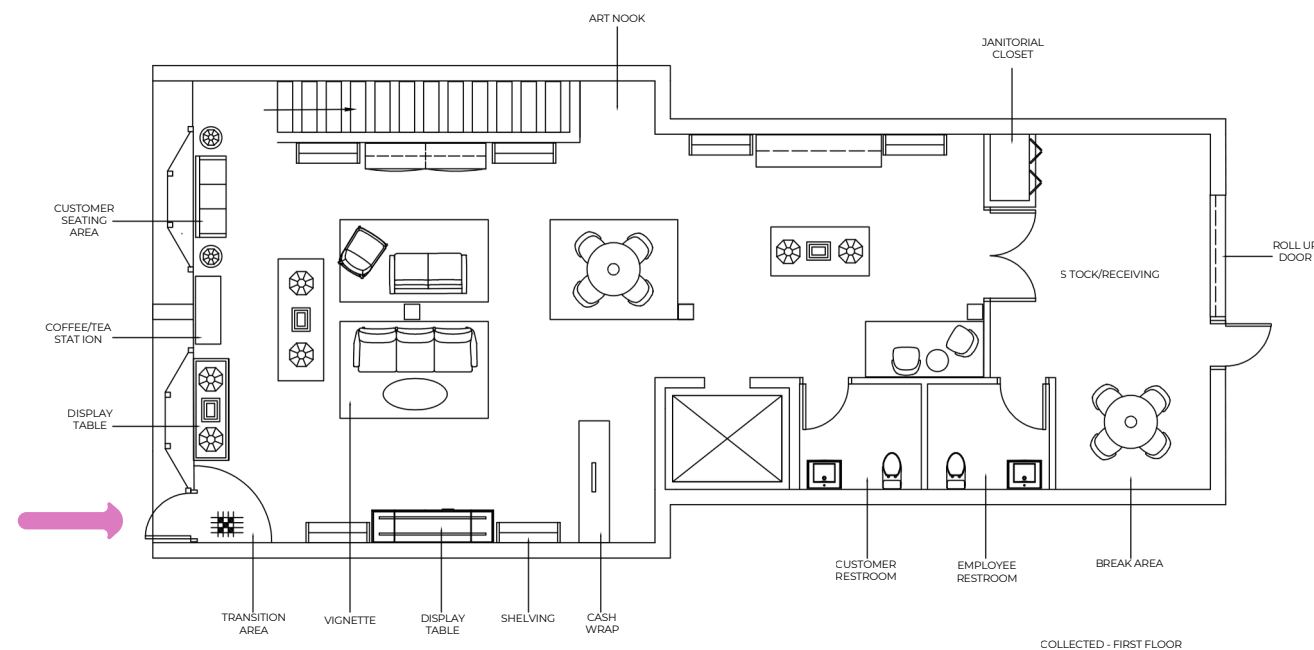 ART NOOK
JANITORIAL
CLOSET
CUSTOMER
SEATING
AREA
ROLL UP
DOOR
S TOCK/RECEIVING
COFFEE/TEA
STAT ION
DISPLAY
TABLE
CUSTOMER
RESTROOM
EMPLOYEE
RESTROOM
BREAK AREA
TRANSITION
AREA
VIGNETTE
DISPLAY
TABLE
SHELVING
CASH
WRAP
COLLECTED - FIRST FLOOR